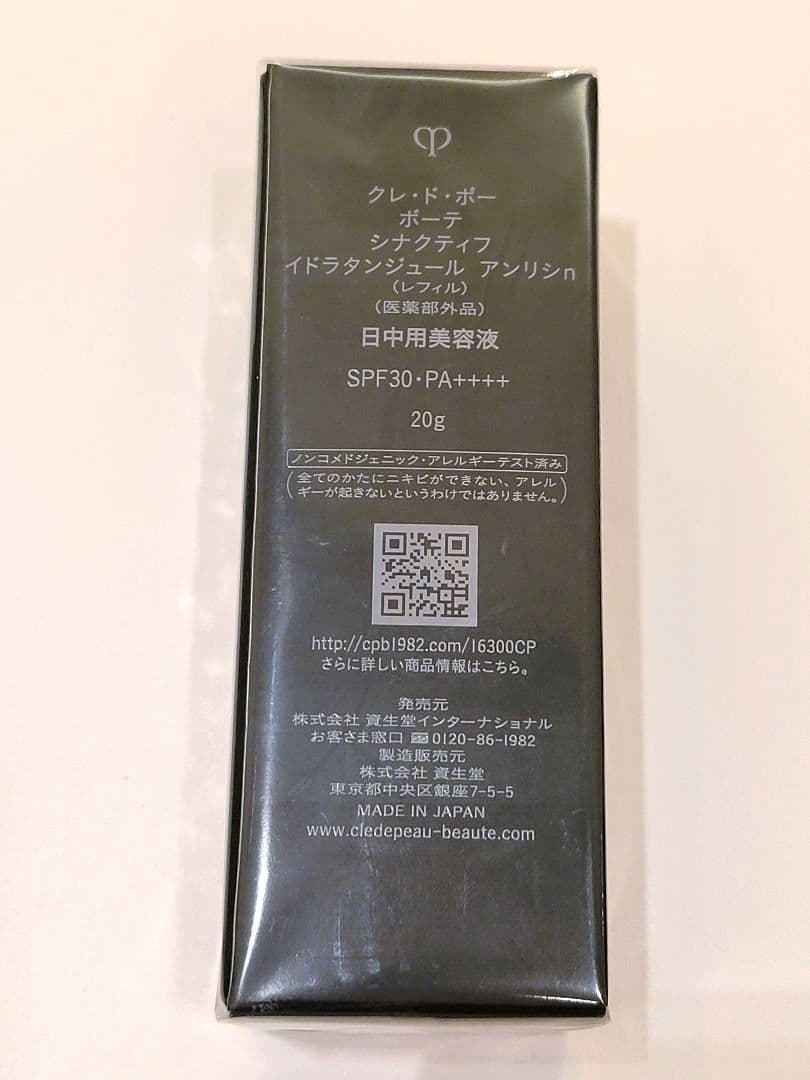 クレ・ド・ポー
ボーテ
シナクティフ
イドラタンジュール アンリシn
(レフィル)
(医薬部外品)
日中用美容液
SPF30・PA++++
20g
ノンコメドジェニック・アレルギーテスト済み
(全てのかたにニキビができない、アレル
ギーが起きないというわけではありません。)
http://cpb1982.com/16300CP
さらに詳しい商品情報はこちら。
発売元
株式会社 資生堂インターナショナル
お客さま窓口 0120-86-1982
製造販売元
株式会社 資生堂
東京都中央区銀座7-5-5
MADE IN JAPAN
www.cledepeau-beaute.com